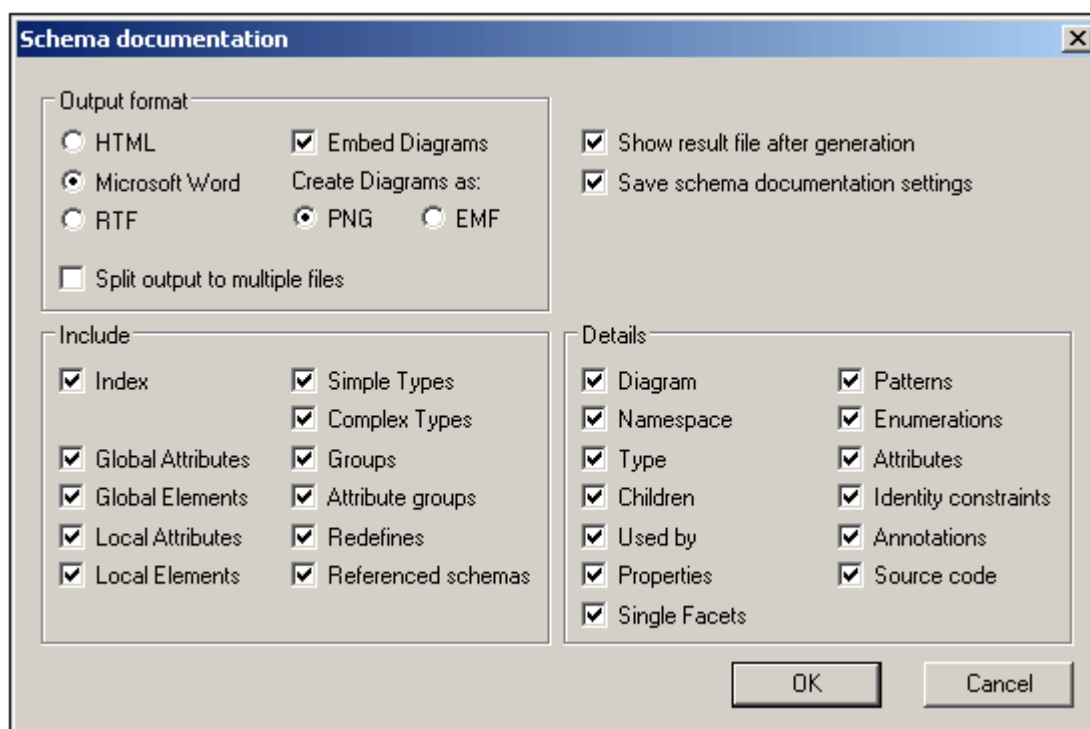 Schema documentation
Output format
HTML
Embed Diagrams
Microsoft Word
Create Diagrams as:
RTF
PNG
EMF
Split output to multiple files
Show result file after generation
Save schema documentation settings
Include
Index
Simple Types
Complex Types
Global Attributes
Groups
Global Elements
Attribute groups
Local Attributes
Redefines
Local Elements
Referenced schemas
Details
Diagram
Patterns
Namespace
Enumerations
Type
Attributes
Children
Identity constraints
Used by
Annotations
Properties
Source code
Single Facets
OK
Cancel